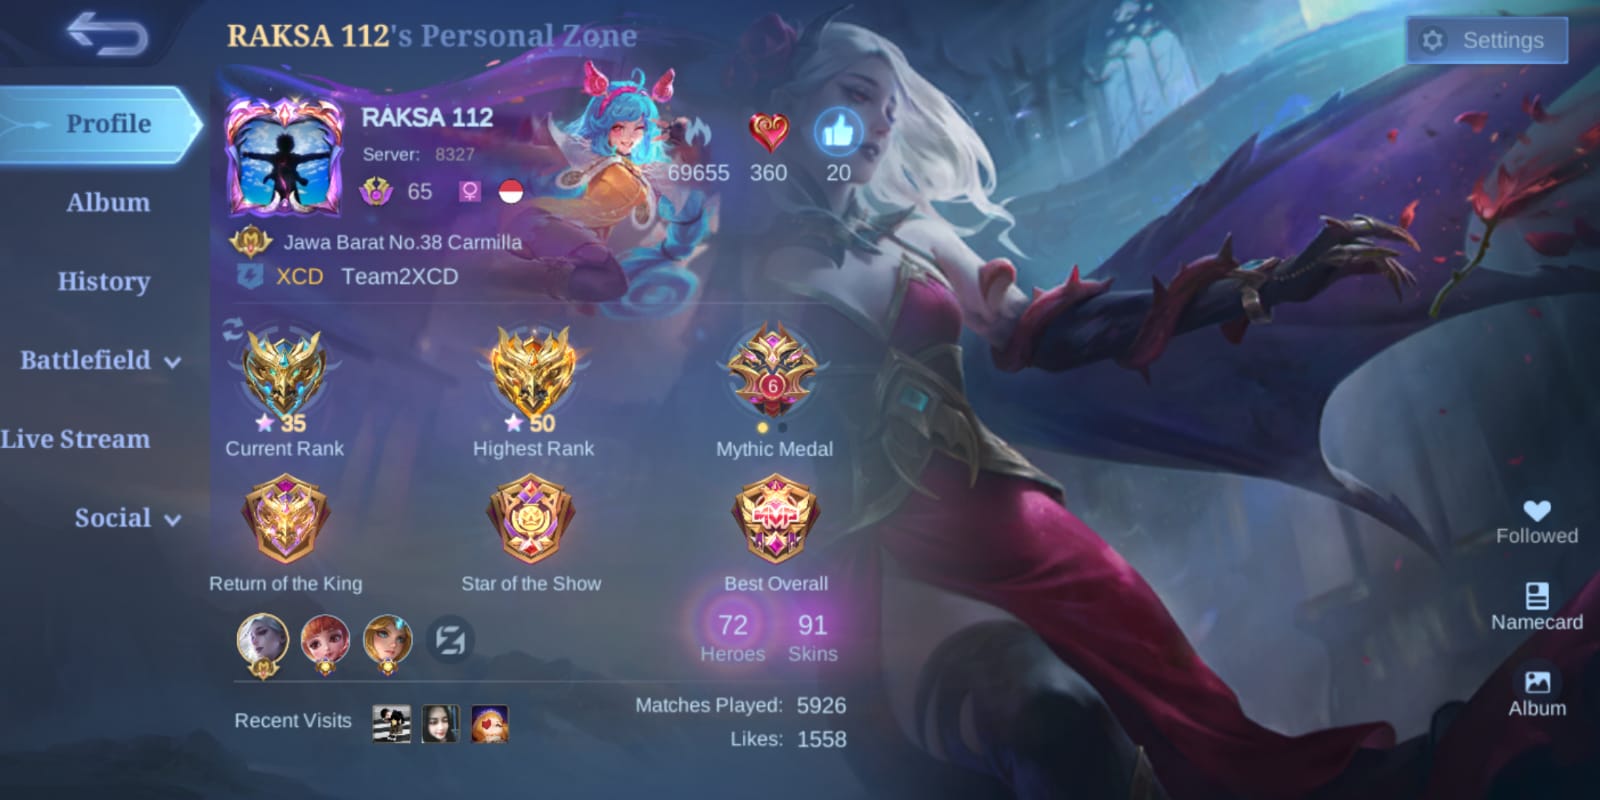 RAKSA 112's Personal Zone
Settings
Profile
Album
History
Battlefield
Live Stream
Social
RAKSA 112
Server: 8327
65
69655
360
20
Jawa Barat No.38 Carmilla
XCD Team2XCD
35
Current Rank
50
Highest Rank
6
Mythic Medal
Return of the King
Star of the Show
MVP
Best Overall
72
Heroes
91
Skins
Recent Visits
Matches Played: 5926
Likes: 1558
Followed
Namecard
Album